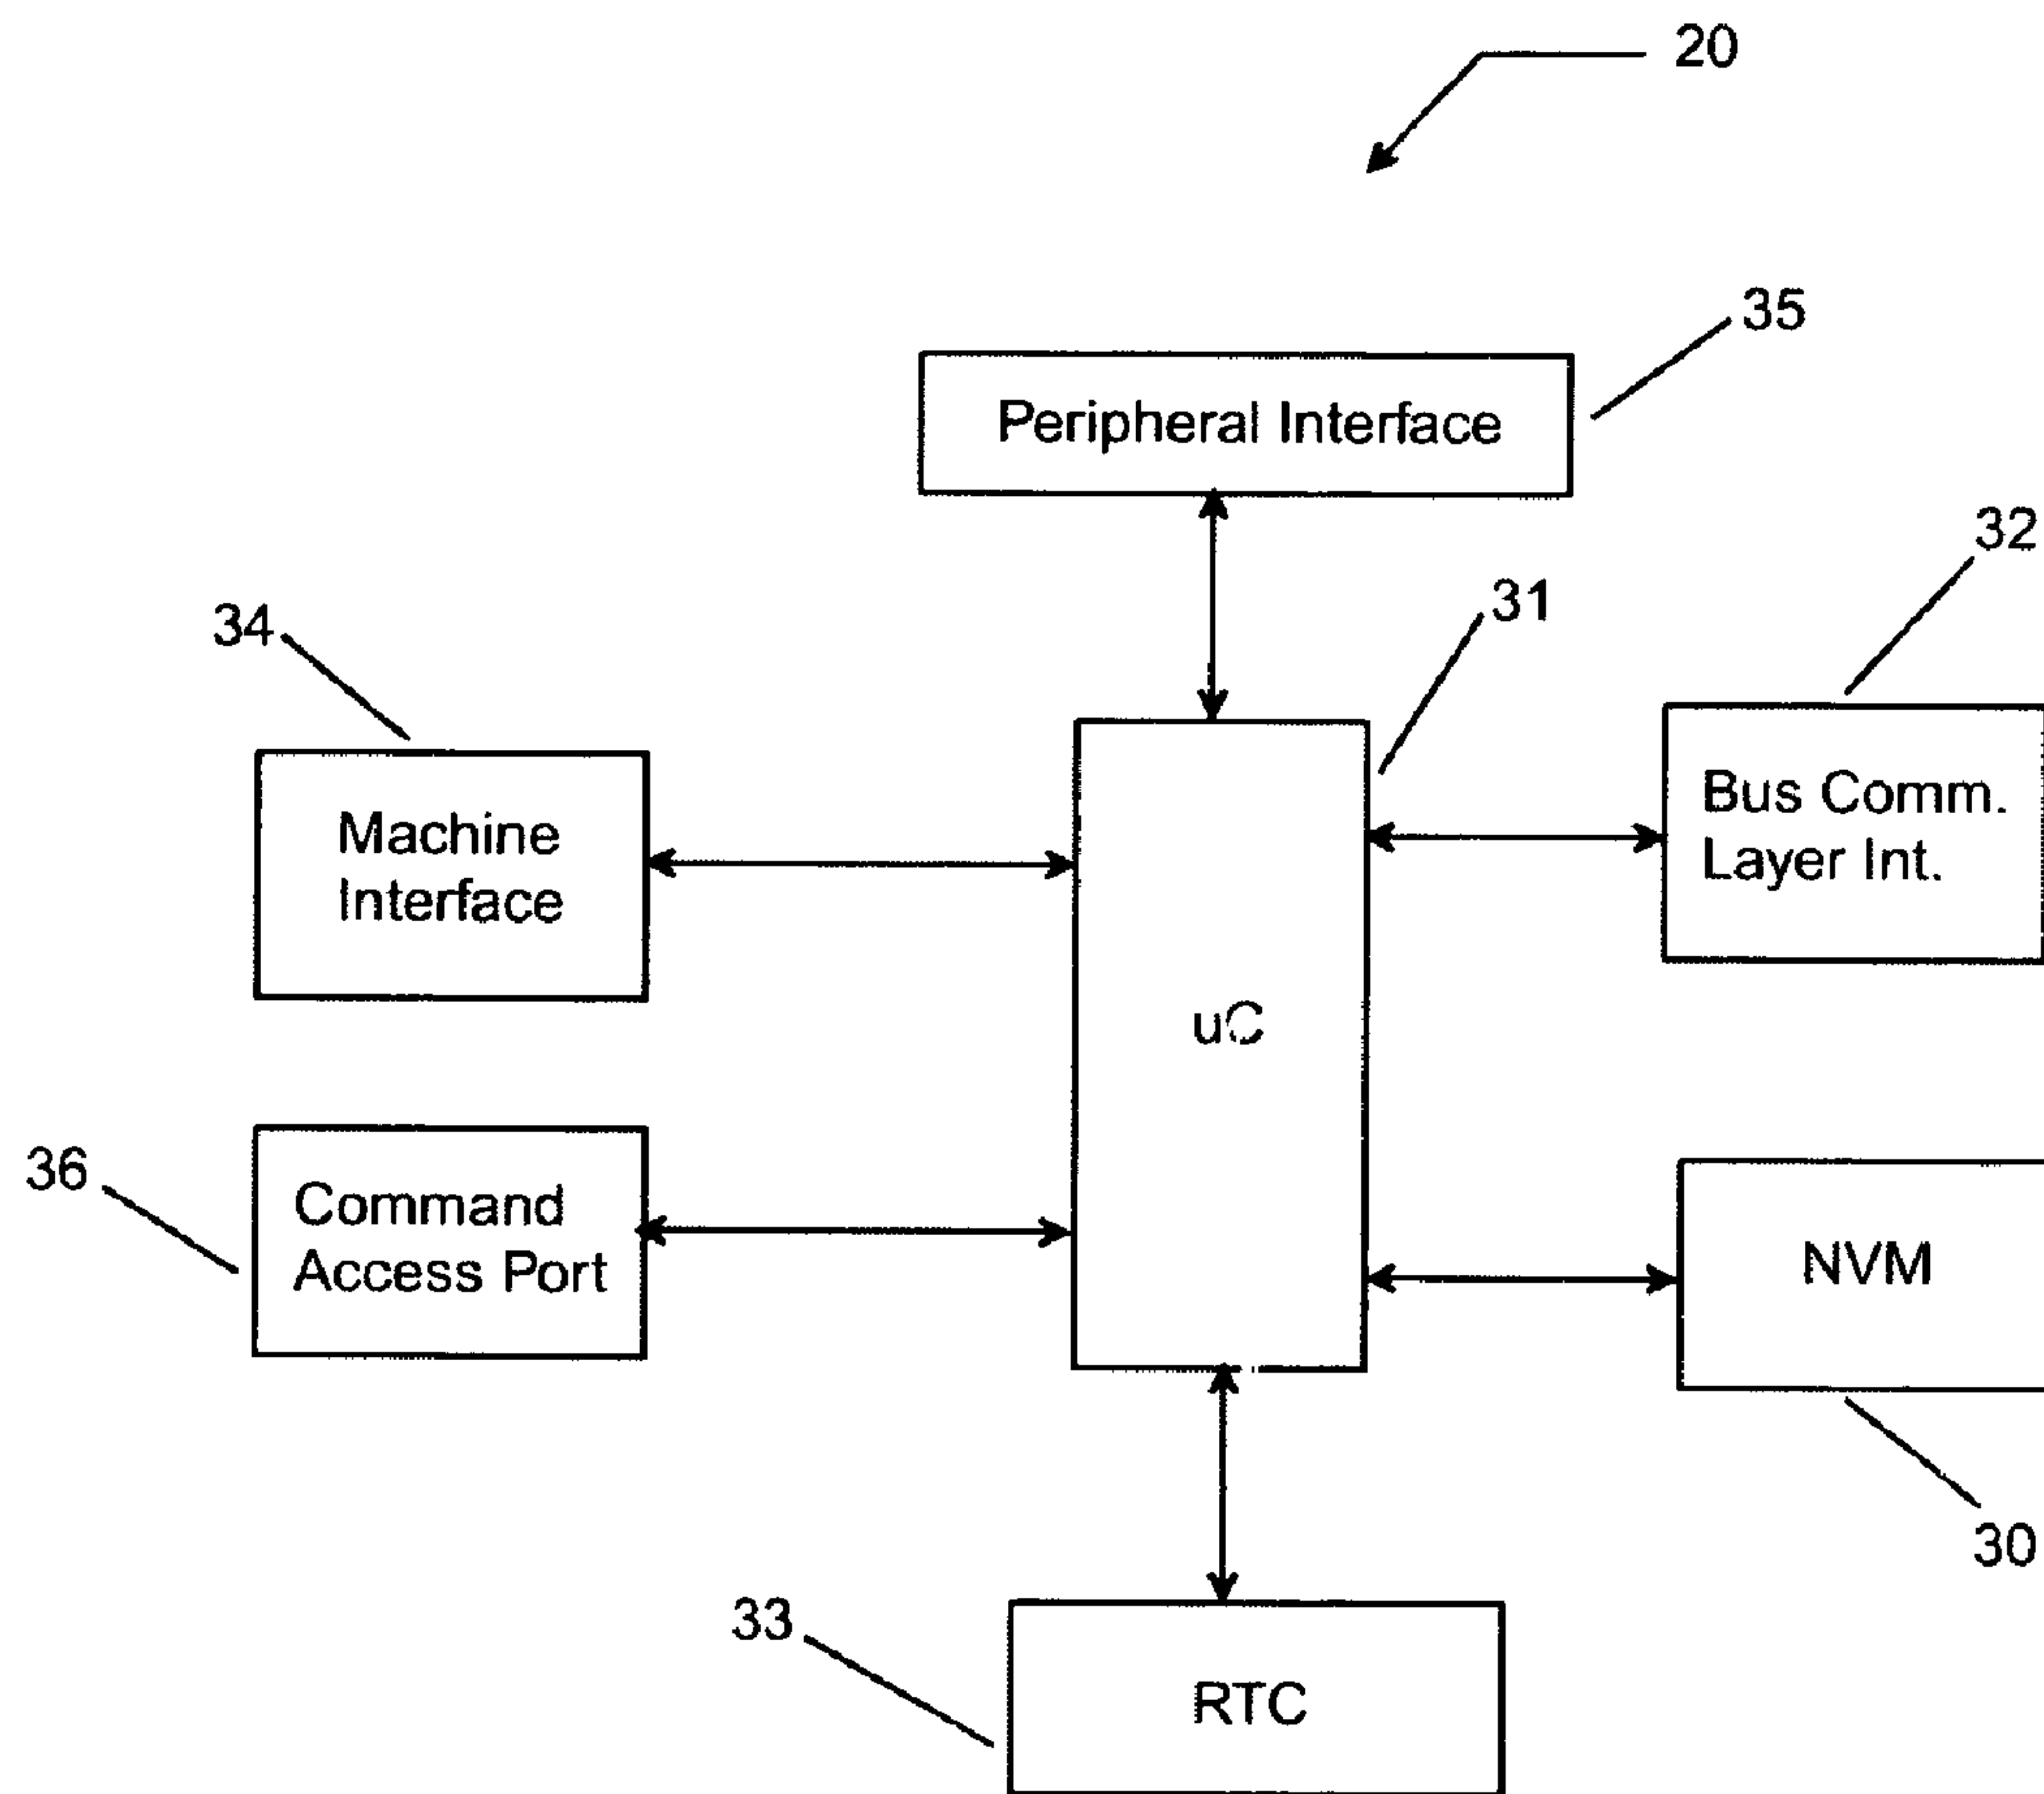 20
35
Peripheral Interface
32
31
34
Bus Comm.
Layer Int.
Machine
Interface
uC
36
Command
Access Port
NVM
30
33
RTC